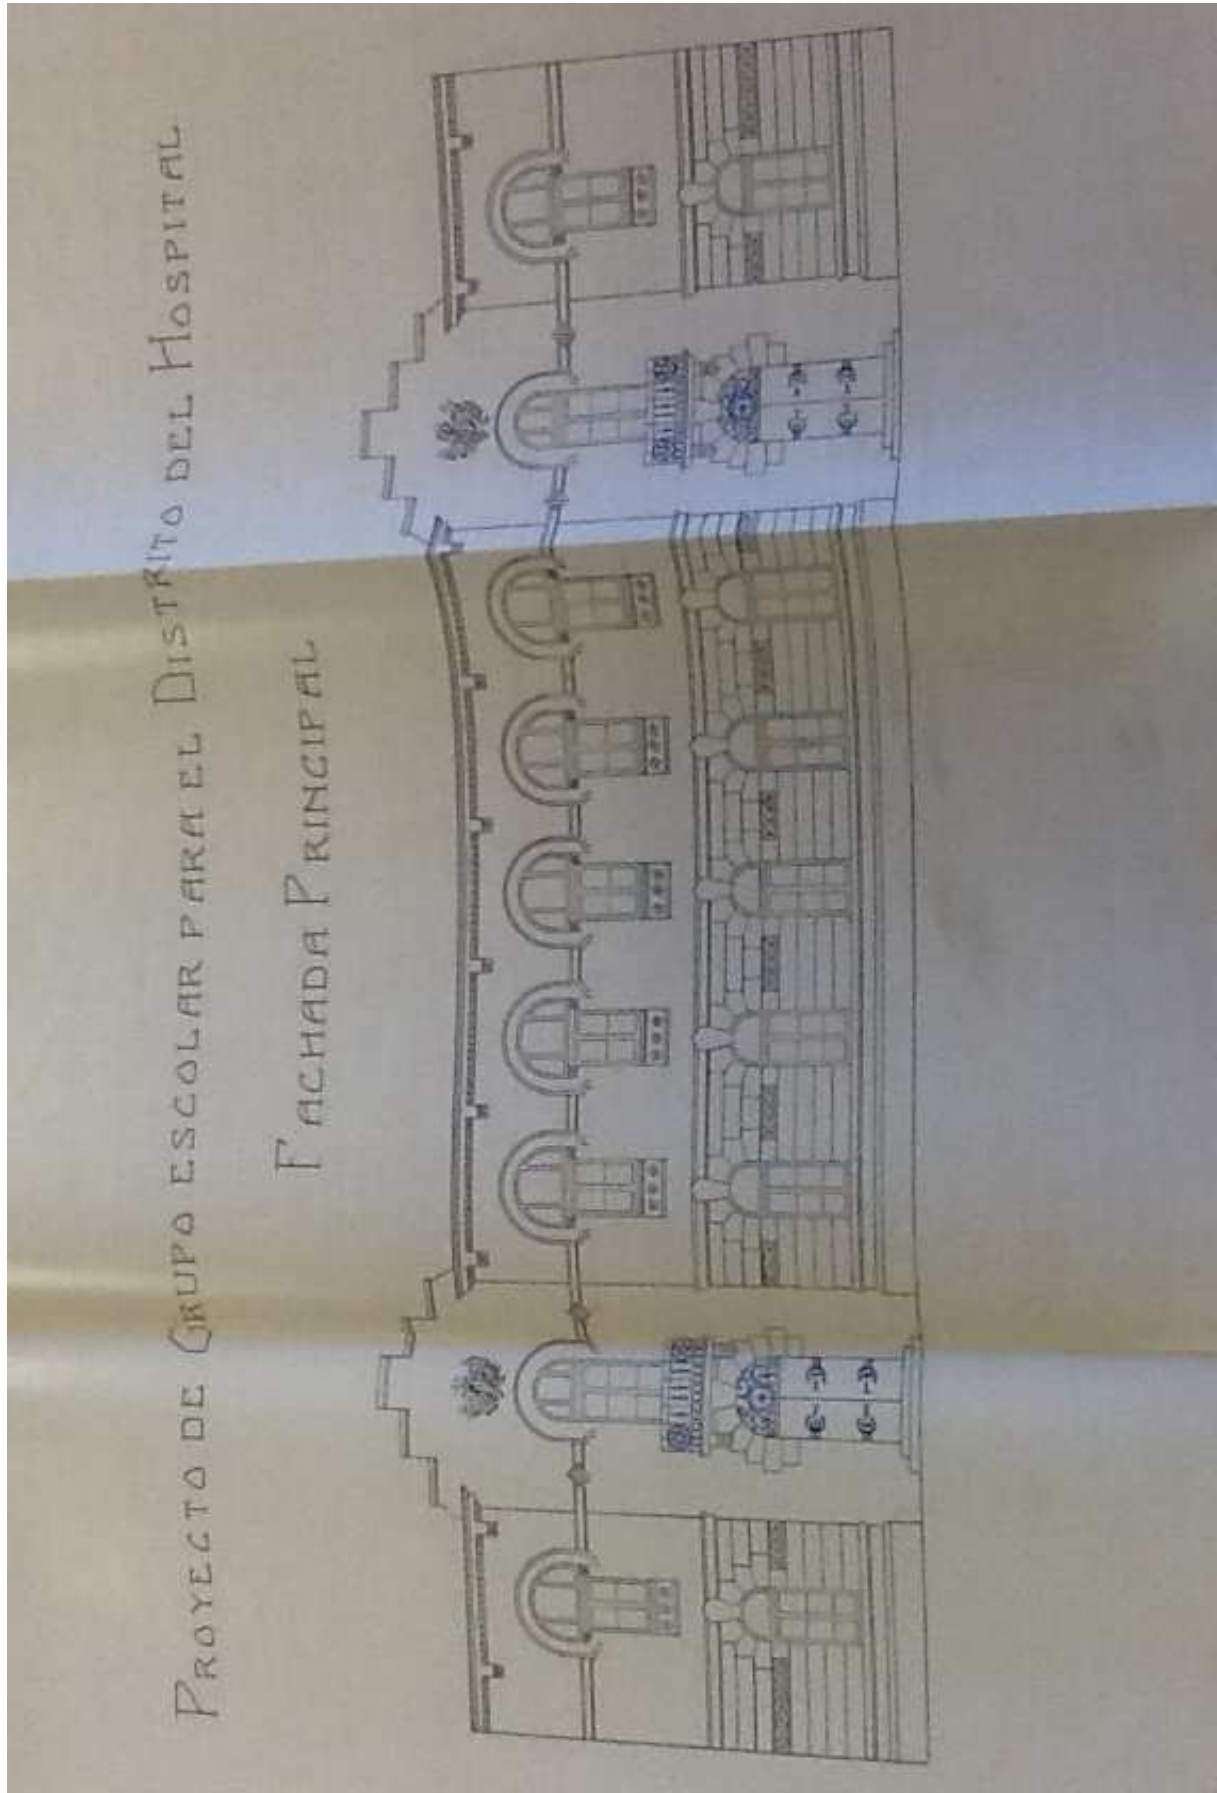 PROYECTO DE GRUPO ESCOLAR PARA EL DISTRITO DEL HOSPITAL
FACHADA PRINCIPAL